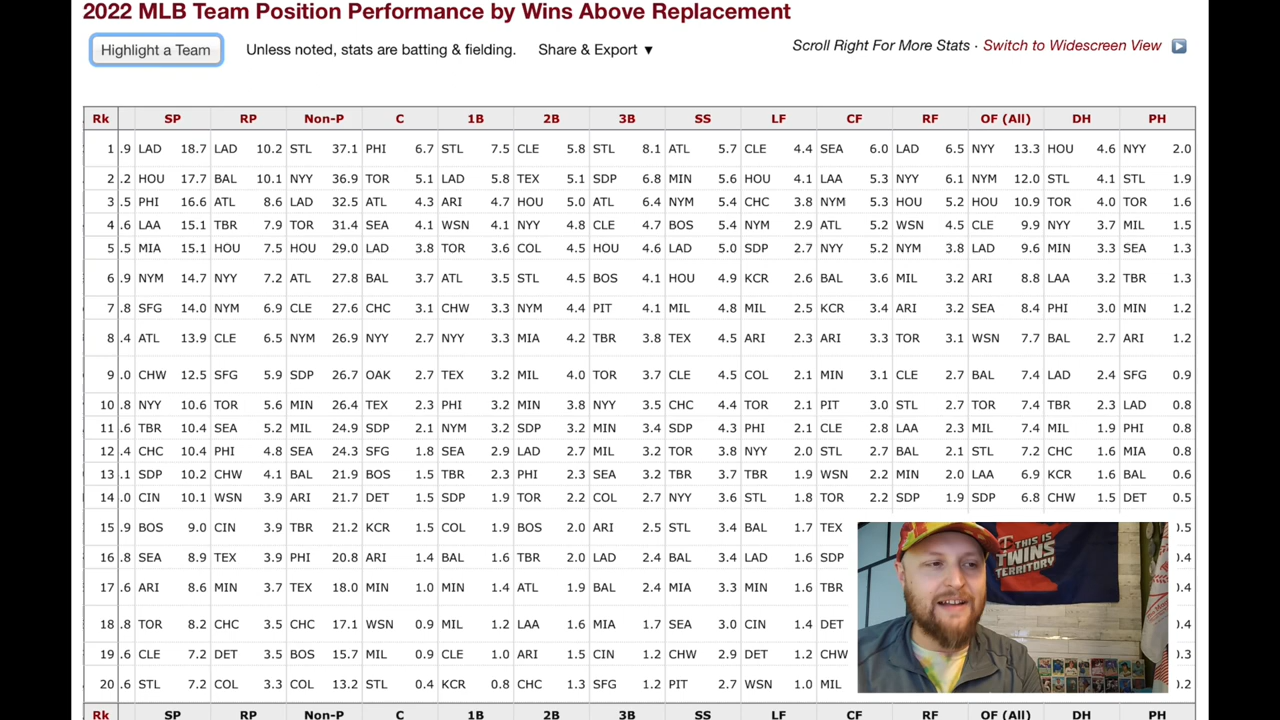 2022 MLB Team Position Performance by Wins Above Replacement
Highlight a Team Unless noted, stats are batting & fielding. Share & Export ▼ Scroll Right For More Stats · Switch to Widescreen View
Rk SP RP Non-P C 1B 2B 3B SS LF CF RF OF (All) DH PH
1 .9 LAD 18.7 LAD 10.2 STL 37.1 PHI 6.7 STL 7.5 CLE 5.8 STL 8.1 ATL 5.7 CLE 4.4 SEA 6.0 LAD 6.5 NYY 13.3 HOU 4.6 NYY 2.0
2 .2 HOU 17.7 BAL 10.1 NYY 36.9 TOR 5.1 LAD 5.8 TEX 5.1 SDP 6.8 MIN 5.6 HOU 4.1 LAA 5.3 NYY 6.1 NYM 12.0 STL 4.1 STL 1.9
3 .5 PHI 16.6 ATL 8.6 LAD 32.5 ATL 4.3 ARI 4.7 HOU 5.0 ATL 6.4 NYM 5.4 CHC 3.8 NYM 5.3 HOU 5.2 HOU 10.9 TOR 4.0 TOR 1.6
4 .6 LAA 15.1 TBR 7.9 TOR 31.4 SEA 4.1 WSN 4.1 NYY 4.8 CLE 4.7 BOS 5.4 NYM 2.9 ATL 5.2 WSN 4.5 CLE 9.9 NYY 3.7 MIL 1.5
5 .5 MIA 15.1 HOU 7.5 HOU 29.0 LAD 3.8 TOR 3.6 COL 4.5 HOU 4.6 LAD 5.0 SDP 2.7 NYY 5.2 NYM 3.8 LAD 9.6 MIN 3.3 SEA 1.3
6 .9 NYM 14.7 NYY 7.2 ATL 27.8 BAL 3.7 ATL 3.5 STL 4.5 BOS 4.1 HOU 4.9 KCR 2.6 BAL 3.6 MIL 3.2 ARI 8.8 LAA 3.2 TBR 1.3
7 .8 SFG 14.0 NYM 6.9 CLE 27.6 CHC 3.1 CHW 3.3 NYM 4.4 PIT 4.1 MIL 4.8 MIL 2.5 KCR 3.4 ARI 3.2 SEA 8.4 PHI 3.0 MIN 1.2
8 .4 ATL 13.9 CLE 6.5 NYM 26.9 NYY 2.7 NYY 3.3 MIA 4.2 TBR 3.8 TEX 4.5 ARI 2.3 ARI 3.3 TOR 3.1 WSN 7.7 BAL 2.7 ARI 1.2
9 .0 CHW 12.5 SFG 5.9 SDP 26.7 OAK 2.7 TEX 3.2 MIL 4.0 TOR 3.7 CLE 4.5 COL 2.1 MIN 3.1 CLE 2.7 BAL 7.4 LAD 2.4 SFG 0.9
10 .8 NYY 10.6 TOR 5.6 MIN 26.4 TEX 2.3 PHI 3.2 MIN 3.8 NYY 3.5 CHC 4.4 TOR 2.1 PIT 3.0 STL 2.7 TOR 7.4 TBR 2.3 LAD 0.8
11 .6 TBR 10.4 SEA 5.2 MIL 24.9 SDP 2.1 NYM 3.2 SDP 3.2 MIN 3.4 SDP 4.3 PHI 2.1 CLE 2.8 LAA 2.3 MIL 7.4 MIL 1.9 PHI 0.8
12 .4 CHC 10.4 PHI 4.8 SEA 24.3 SFG 1.8 SEA 2.9 LAD 2.7 MIL 3.2 TOR 3.8 NYY 2.0 STL 2.7 BAL 2.1 STL 7.2 CHC 1.6 MIA 0.8
13 .1 SDP 10.2 CHW 4.1 BAL 21.9 BOS 1.5 TBR 2.3 PHI 2.3 SEA 3.2 TBR 3.7 TBR 1.9 WSN 2.2 MIN 2.0 LAA 6.9 KCR 1.6 BAL 0.6
14 .0 CIN 10.1 WSN 3.9 ARI 21.7 DET 1.5 SDP 1.9 TOR 2.2 COL 2.7 NYY 3.6 STL 1.8 TOR 2.2 SDP 1.9 SDP 6.8 CHW 1.5 DET 0.5
15 .9 BOS 9.0 CIN 3.9 TBR 21.2 KCR 1.5 COL 1.9 BOS 2.0 ARI 2.5 STL 3.4 BAL 1.7 TEX 0.5
16 .8 SEA 8.9 TEX 3.9 PHI 20.8 ARI 1.4 BAL 1.6 TBR 2.0 LAD 2.4 BAL 3.4 LAD 1.6 SDP 0.4
17 .6 ARI 8.6 MIN 3.7 TEX 18.0 MIN 1.0 MIN 1.4 ATL 1.9 BAL 2.4 MIA 3.3 MIN 1.6 TBR 0.4
18 .8 TOR 8.2 CHC 3.5 CHC 17.1 WSN 0.9 MIL 1.2 LAA 1.6 MIA 1.7 SEA 3.0 CIN 1.4 DET 0.4
19 .6 CLE 7.2 DET 3.5 BOS 15.7 MIL 0.9 CLE 1.0 ARI 1.5 CIN 1.2 CHW 2.9 DET 1.2 CHW 0.3
20 .6 STL 7.2 COL 3.3 COL STL 0.4 KCR 0.8 CHC 1.3 SFG 1.2 PIT 2.7 WSN 1.0 MIL 0.2
Rk SP RP Non-P C 1B 2B 3B SS LF CF RF OF (All) DH PH
THIS IS
TWINS
TERRITORY